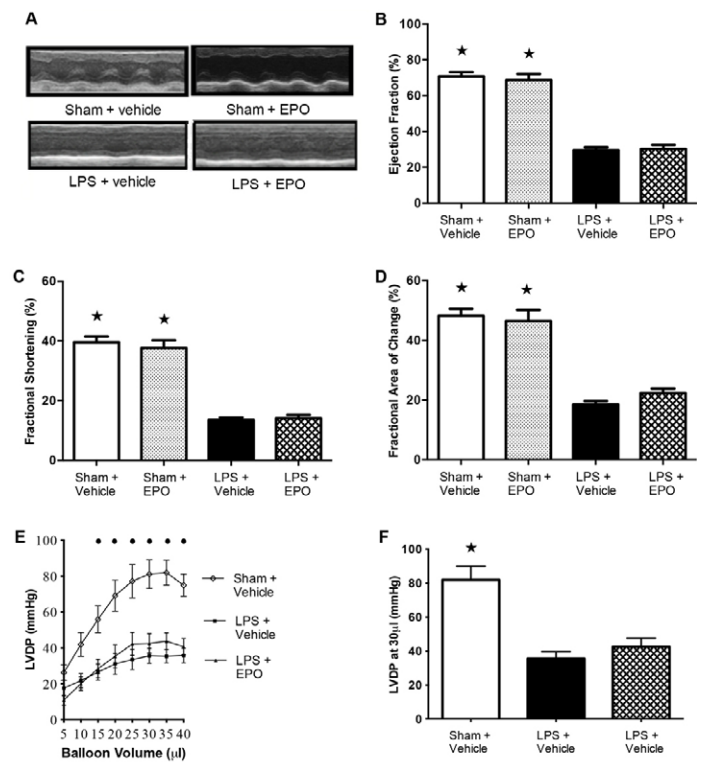 A
Sham + vehicle
Sham + EPO
LPS + vehicle
LPS + EPO
B
Ejection Fraction (%)
100
80
60
40
20
0
★
★
Sham +
Vehicle
Sham +
EPO
LPS +
Vehicle
LPS +
EPO
C
Fractional Shortening (%)
60
40
20
0
★
★
Sham +
Vehicle
Sham +
EPO
LPS +
Vehicle
LPS +
EPO
D
Fractional Area of Change (%)
60
40
20
0
★
★
Sham +
Vehicle
Sham +
EPO
LPS +
Vehicle
LPS +
EPO
E
LVDP (mmHg)
100
80
60
40
20
0
5 10 15 20 25 30 35 40
Balloon Volume (µl)
Sham +
Vehicle
LPS +
Vehicle
LPS +
EPO
F
LVDP at 30µl (mmHg)
100
80
60
40
20
0
★
Sham +
Vehicle
LPS +
Vehicle
LPS +
Vehicle